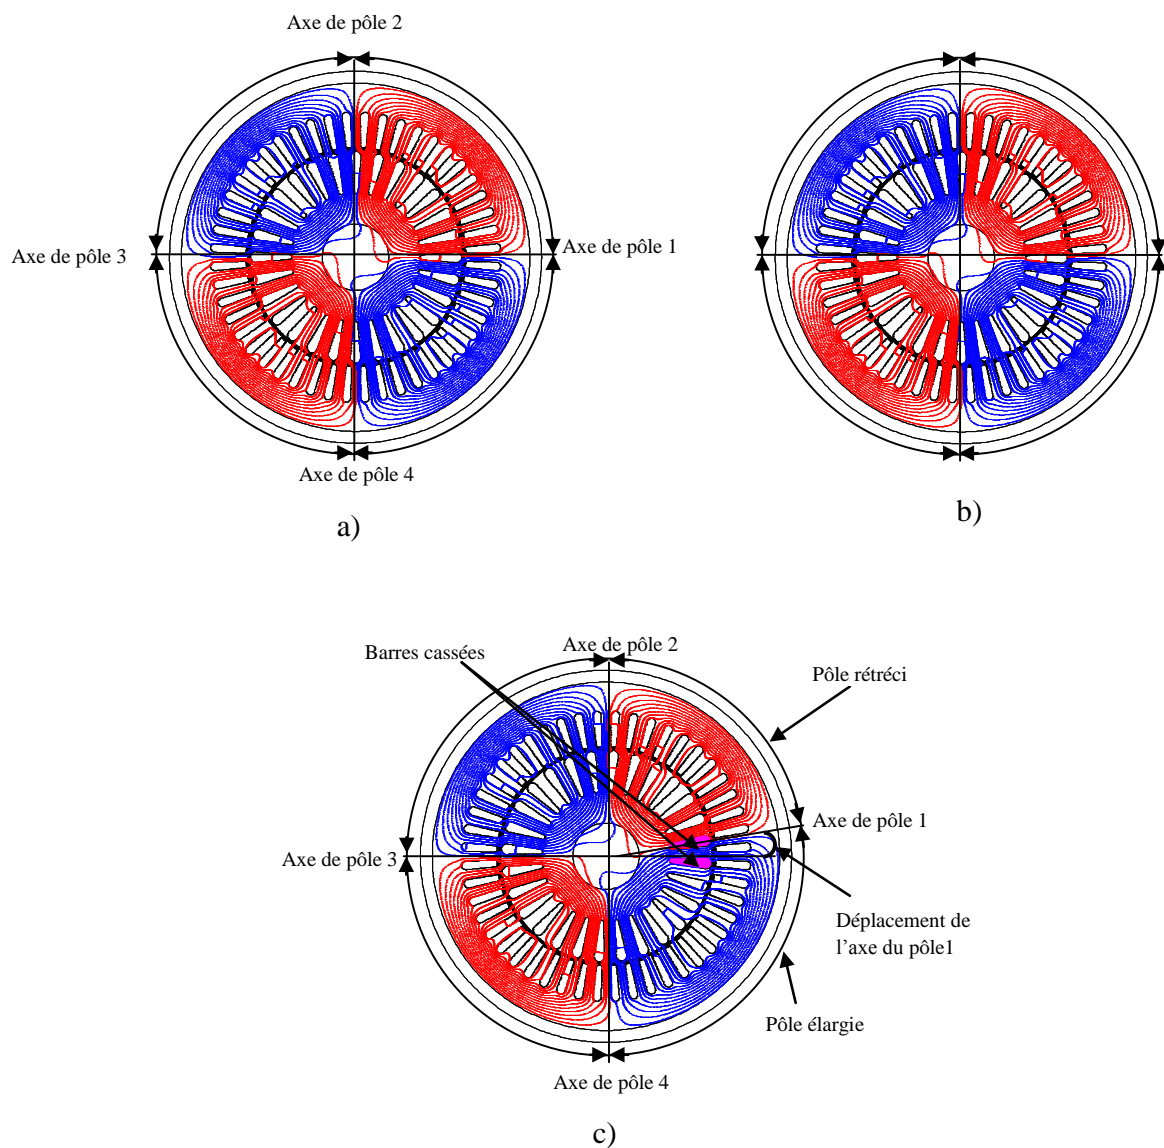 Axe de pôle 2
Axe de pôle 3
Axe de pôle 1
Axe de pôle 4
a)
b)
Barres cassées
Axe de pôle 2
Pôle rétréci
Axe de pôle 1
Axe de pôle 3
Déplacement de
l’axe du pôle1
Pôle élargie
Axe de pôle 4
c)